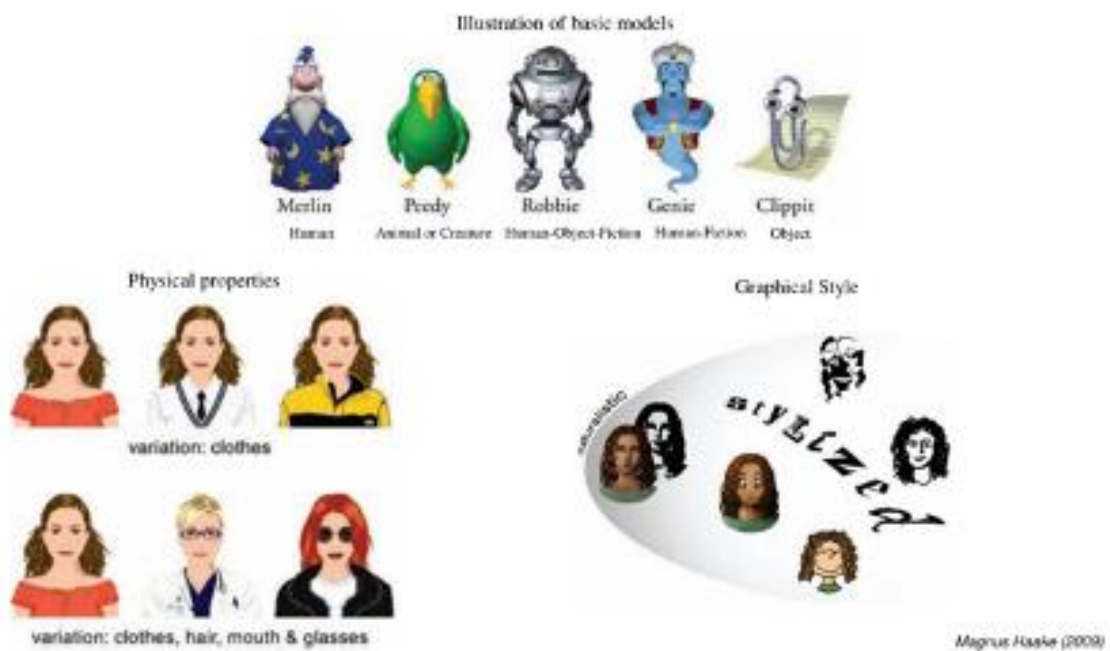 Illustration of basic models
Merlin Peedy Robbie Genie Clippit
Human Animal or Creature Human-Object-Fiction Human-Fiction Object
Physical properties
variation: clothes
variation: clothes, hair, mouth & glasses
Graphical Style
naturalistic
stylized
Magnus Haake (2009)